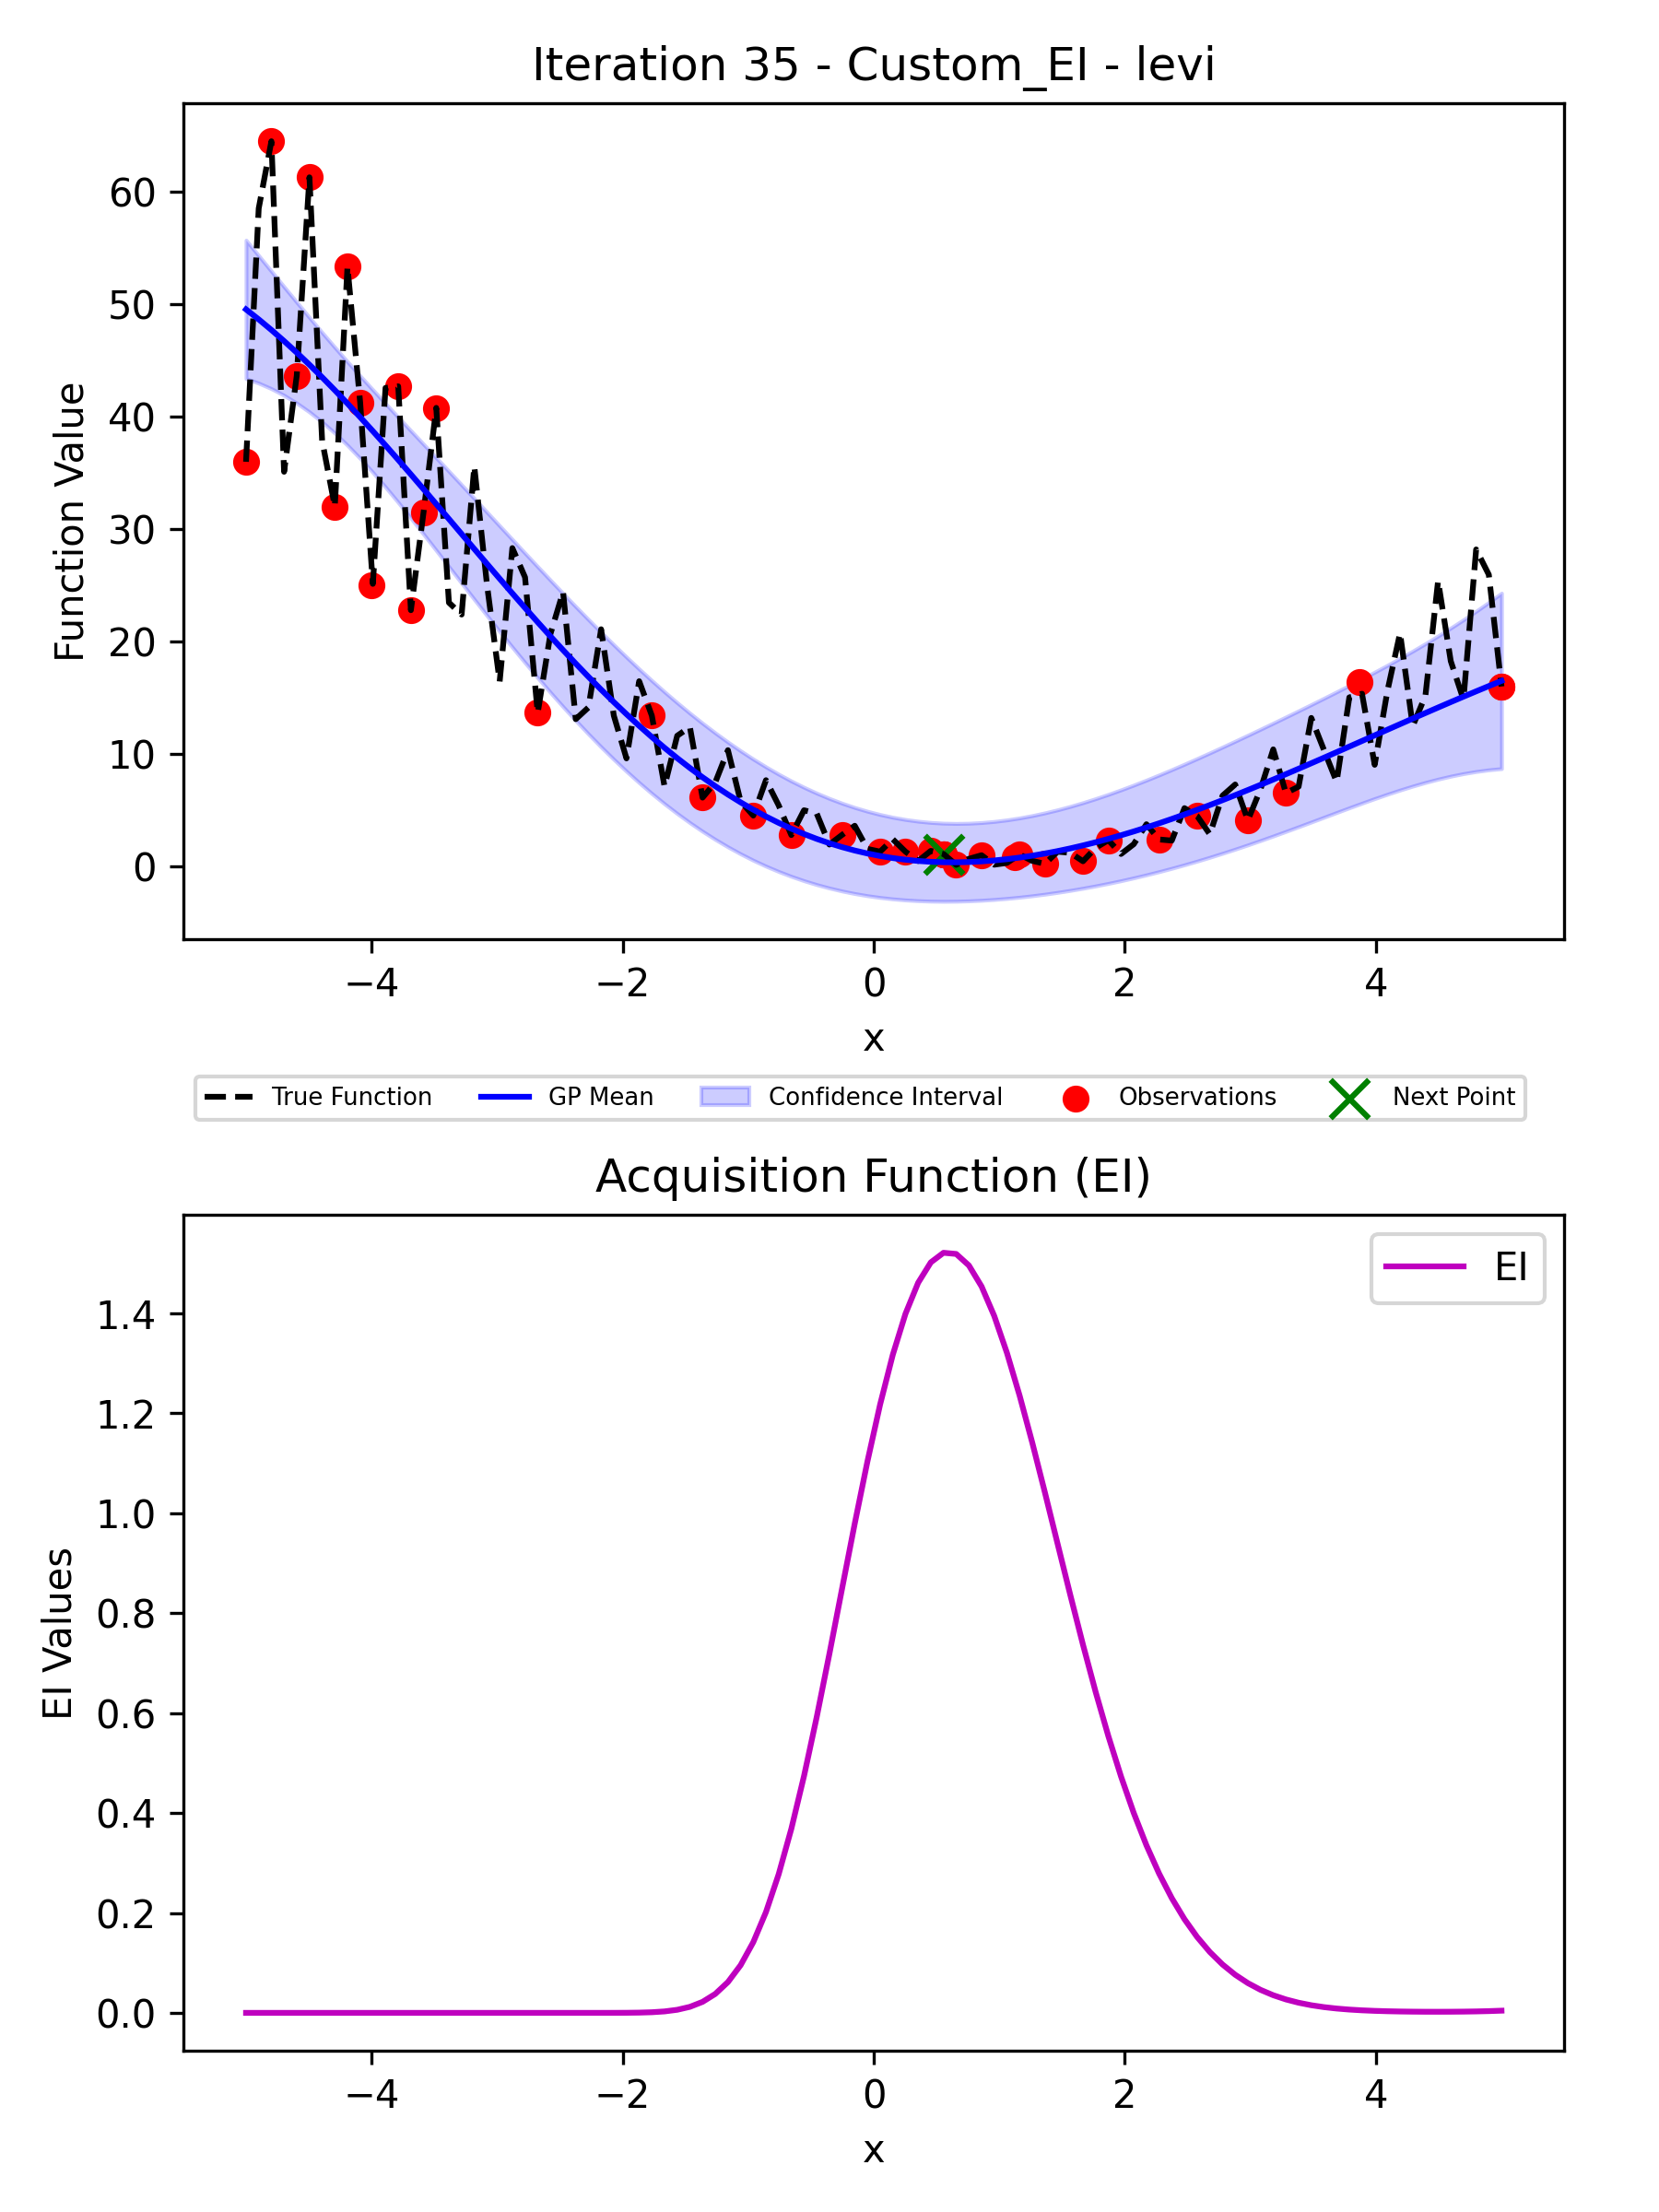 Iteration 35 - Custom_EI - levi
Function Value
60
50
40
30
20
10
0
−4 −2 0 2 4
x
True Function GP Mean Confidence Interval Observations Next Point
Acquisition Function (EI)
EI
EI Values
1.4
1.2
1.0
0.8
0.6
0.4
0.2
0.0
−4 −2 0 2 4
x